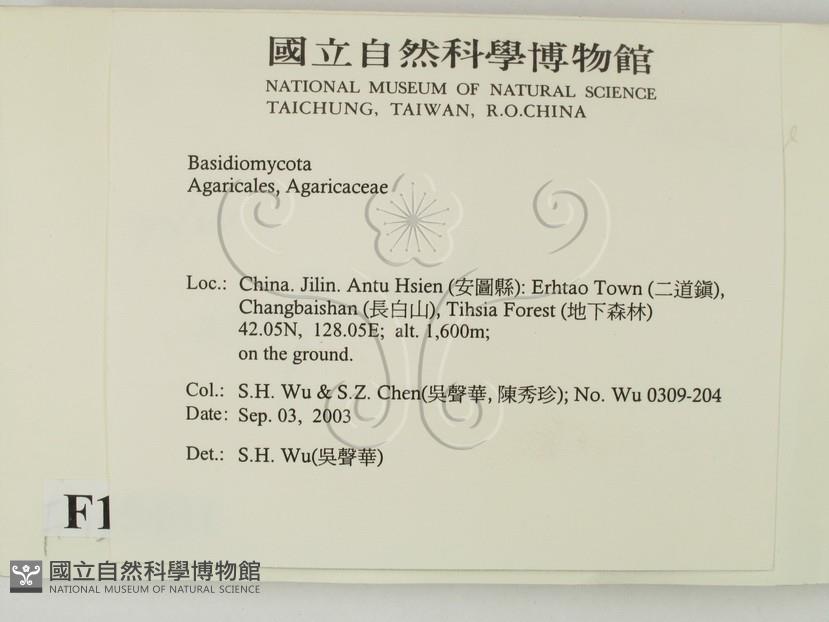 國立自然科學博物館
NATIONAL MUSEUM OF NATURAL SCIENCE
TAICHUNG, TAIWAN, R.O.CHINA
Basidiomycota
Agaricales, Agaricaceae
Loc.: China. Jilin. Antu Hsien (安圖縣): Erhtao Town (二道鎭),
Changbaishan (長白山), Tihsia Forest (地下森林)
42.05N, 128.05E; alt. 1,600m;
on the ground.
Col.: S.H. Wu & S.Z. Chen(吳聲華, 陳秀珍); No. Wu 0309-204
Date: Sep. 03, 2003
Det.: S.H. Wu(吳聲華)
F1
國立自然科學博物館
NATIONAL MUSEUM OF NATURAL SCIENCE